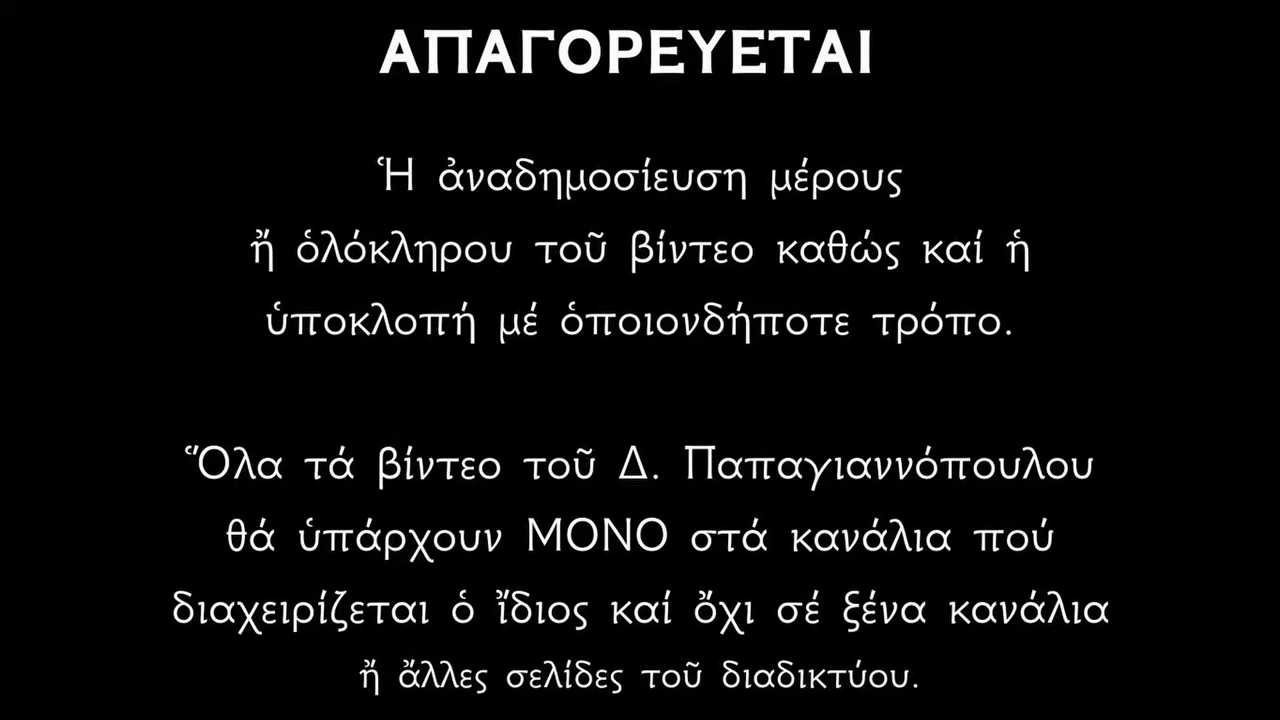 ΑΠΑΓΟΡΕΥΕΤΑΙ
Ἡ ἀναδημοσίευση μέρους
ἤ ὁλόκληρου τοῦ βίντεο καθώς καί ἡ
ὑποκλοπή μέ ὁποιονδήποτε τρόπο.
Ὅλα τά βίντεο τοῦ Δ. Παπαγιαννόπουλου
θά ὑπάρχουν ΜΟΝΟ στά κανάλια πού
διαχειρίζεται ὁ ἴδιος καί ὄχι σέ ξένα κανάλια
ἤ ἄλλες σελίδες τοῦ διαδικτύου.